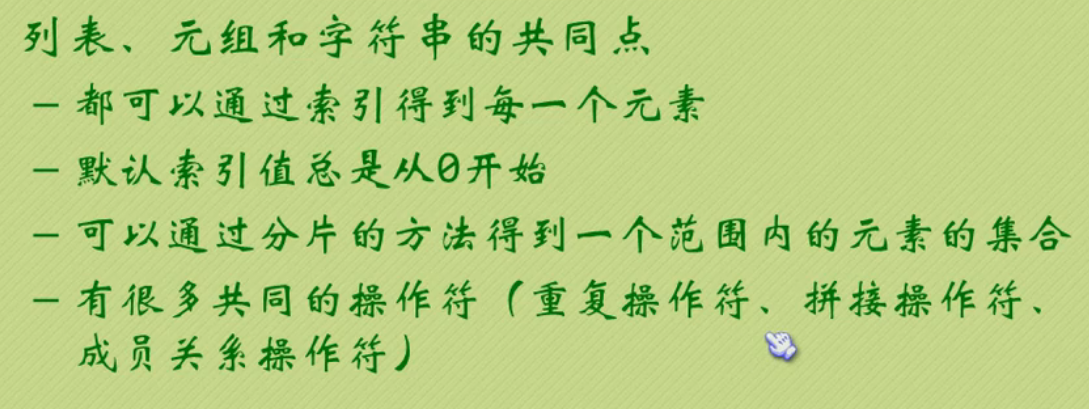 列表、元组和字符串的共同点
- 都可以通过索引得到每一个元素
- 默认索引值总是从0开始
- 可以通过分片的方法得到一个范围内的元素的集合
- 有很多共同的操作符（重复操作符、拼接操作符、
成员关系操作符）